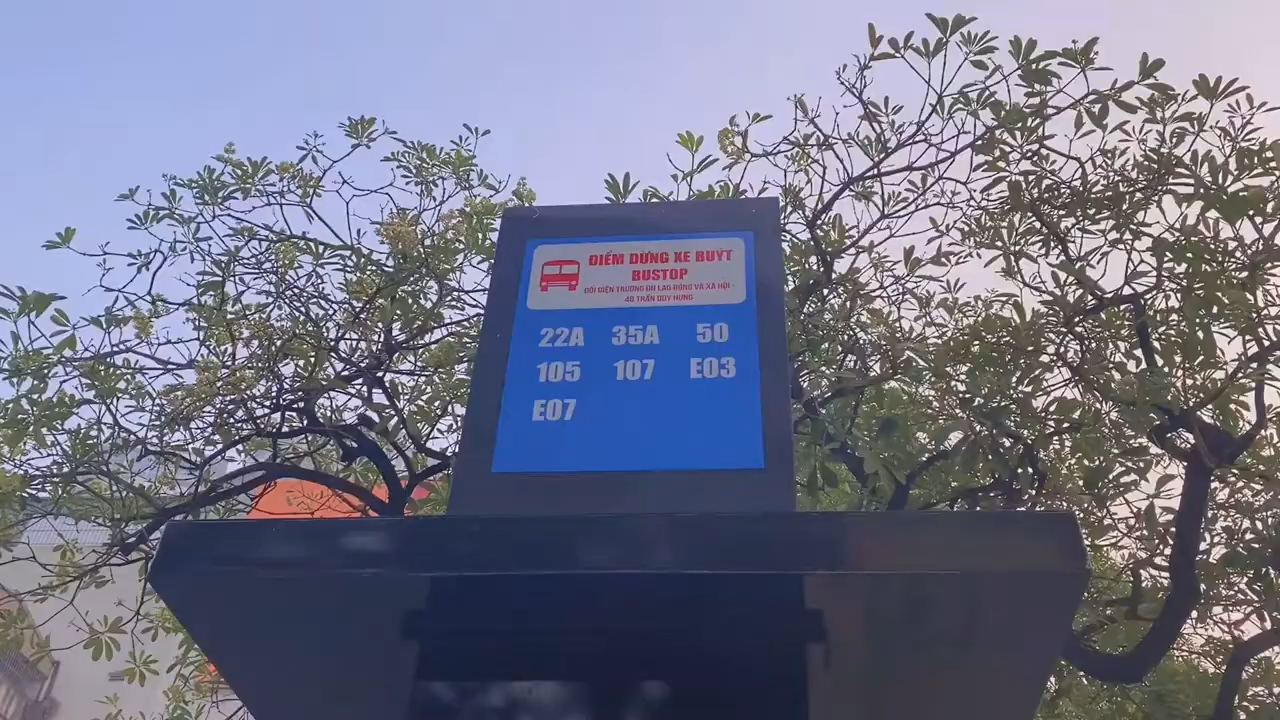 ĐIỂM DỪNG XE BUÝT
BUSTOP
ĐỐI DIỆN TRƯỜNG ĐH LAO ĐỘNG VÀ XÃ HỘI -
40 TRẦN DUY HƯNG
22A 35A 50
105 107 E03
E07